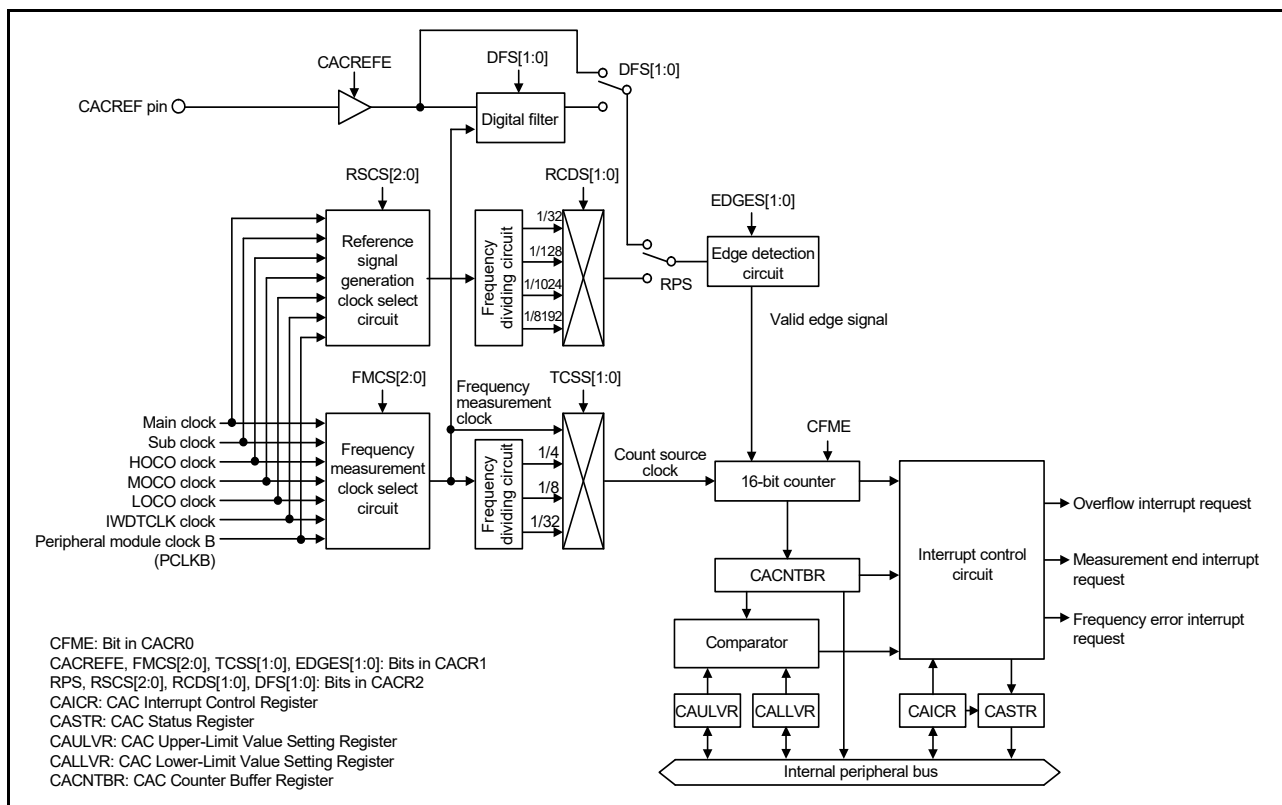 CACREFE
DFS[1:0]
DFS[1:0]
CACREF pin
Digital filter
RSCS[2:0]
RCDS[1:0]
EDGES[1:0]
Reference
signal
generation
clock select
circuit
Frequency
dividing circuit
1/32
1/128
1/1024
1/8192
RPS
Edge detection
circuit
Valid edge signal
FMCS[2:0]
Frequency
measurement
clock
TCSS[1:0]
Main clock
Sub clock
HOCO clock
MOCO clock
LOCO clock
IWDTCLK clock
Peripheral module clock B
(PCLKB)
Frequency
measurement
clock select
circuit
Frequency
dividing circuit
1/4
1/8
1/32
Count source
clock
CFME
16-bit counter
CACNTBR
Comparator
CAULVR
CALLVR
Interrupt control
circuit
CAICR
CASTR
Overflow interrupt request
Measurement end interrupt
request
Frequency error interrupt
request
Internal peripheral bus
CFME: Bit in CACR0
CACREFE, FMCS[2:0], TCSS[1:0], EDGES[1:0]: Bits in CACR1
RPS, RSCS[2:0], RCDS[1:0], DFS[1:0]: Bits in CACR2
CAICR: CAC Interrupt Control Register
CASTR: CAC Status Register
CAULVR: CAC Upper-Limit Value Setting Register
CALLVR: CAC Lower-Limit Value Setting Register
CACNTBR: CAC Counter Buffer Register